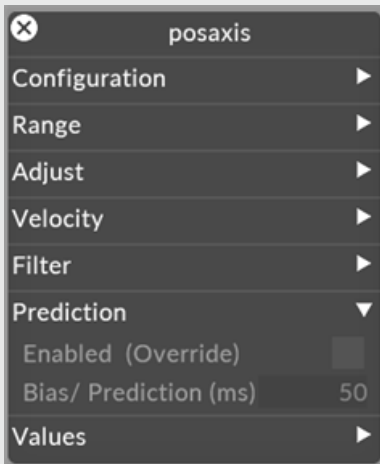 posaxis
Configuration
Range
Adjust
Velocity
Filter
Prediction
Enabled (Override)
Bias/ Prediction (ms) 50
Values